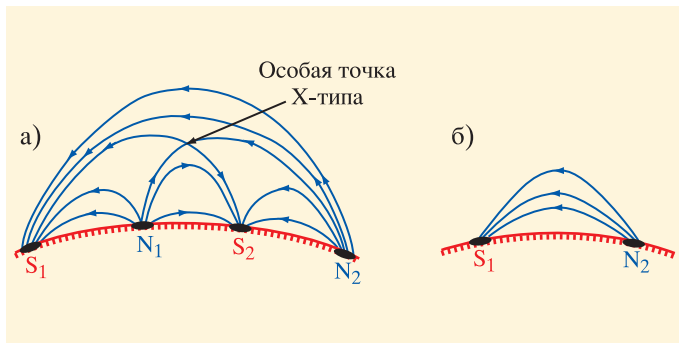 Особая точка
X-типа
а)
б)
S1
N1
S2
N2
S1
N2